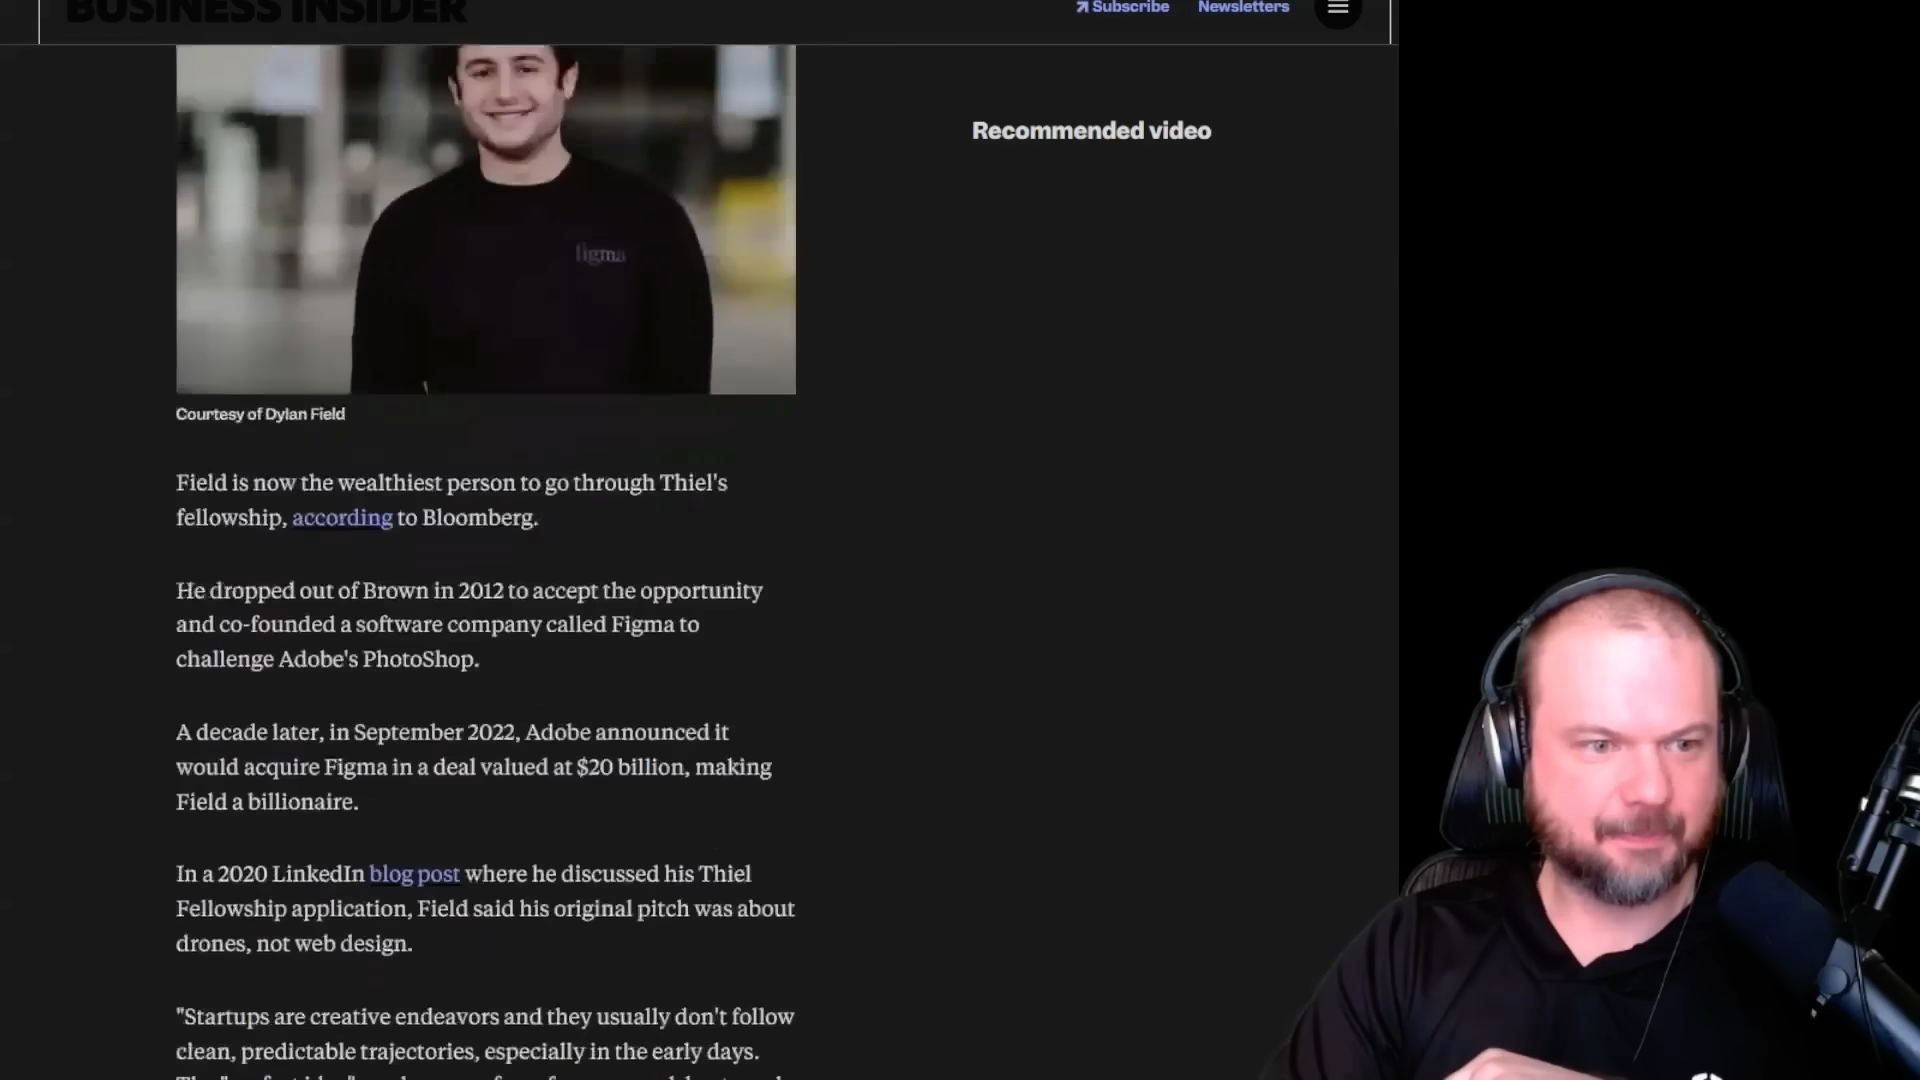 BUSINESS INSIDER
Subscribe
Newsletters
figma
Recommended video
Courtesy of Dylan Field
Field is now the wealthiest person to go through Thiel's
fellowship, according to Bloomberg.
He dropped out of Brown in 2012 to accept the opportunity
and co-founded a software company called Figma to
challenge Adobe's PhotoShop.
A decade later, in September 2022, Adobe announced it
would acquire Figma in a deal valued at $20 billion, making
Field a billionaire.
In a 2020 LinkedIn blog post where he discussed his Thiel
Fellowship application, Field said his original pitch was about
drones, not web design.
"Startups are creative endeavors and they usually don't follow
clean, predictable trajectories, especially in the early days.